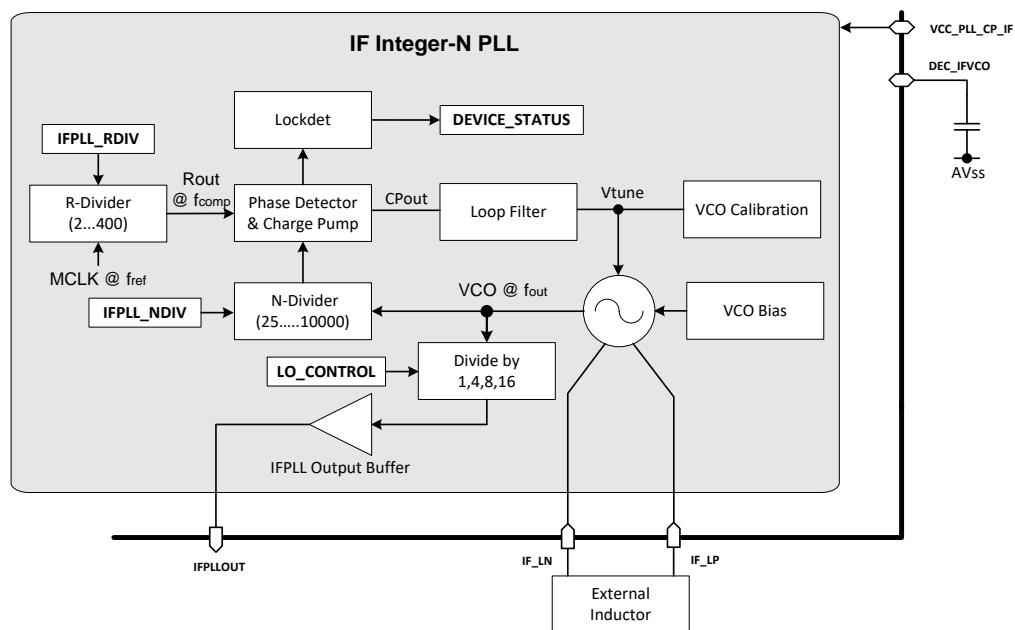 IF Integer-N PLL
VCC_PLL_CP_IF
DEC_IFVCO
AVss
Lockdet
DEVICE_STATUS
IFPLL_RDIV
Rout
@ fcomp
R-Divider
(2...400)
Phase Detector
& Charge Pump
CPout
Loop Filter
Vtune
VCO Calibration
MCLK @ fref
IFPLL_NDIV
N-Divider
(25.....10000)
VCO @ fout
VCO Bias
LO_CONTROL
Divide by
1,4,8,16
IFPLL Output Buffer
IFPLLOUT
IF_LN
IF_LP
External
Inductor